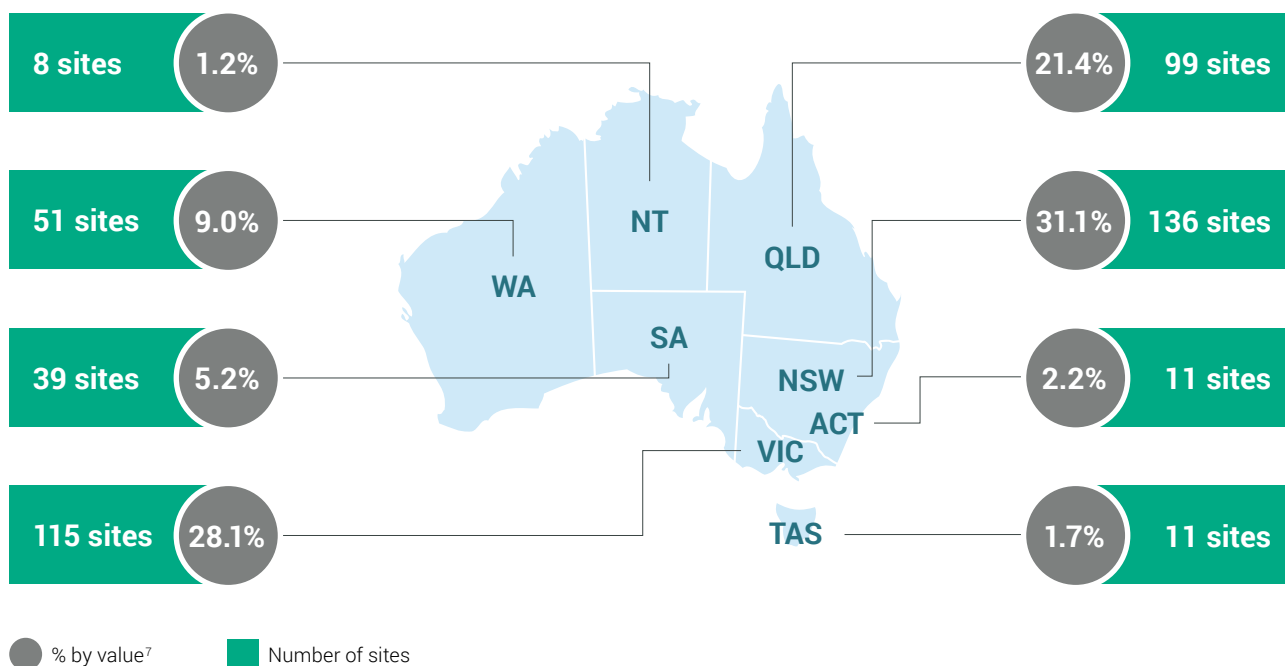 8 sites 1.2%
21.4% 99 sites
51 sites 9.0%
31.1% 136 sites
39 sites 5.2%
2.2% 11 sites
115 sites 28.1%
1.7% 11 sites
NT
QLD
WA
SA
NSW
ACT
VIC
TAS
% by value7
Number of sites